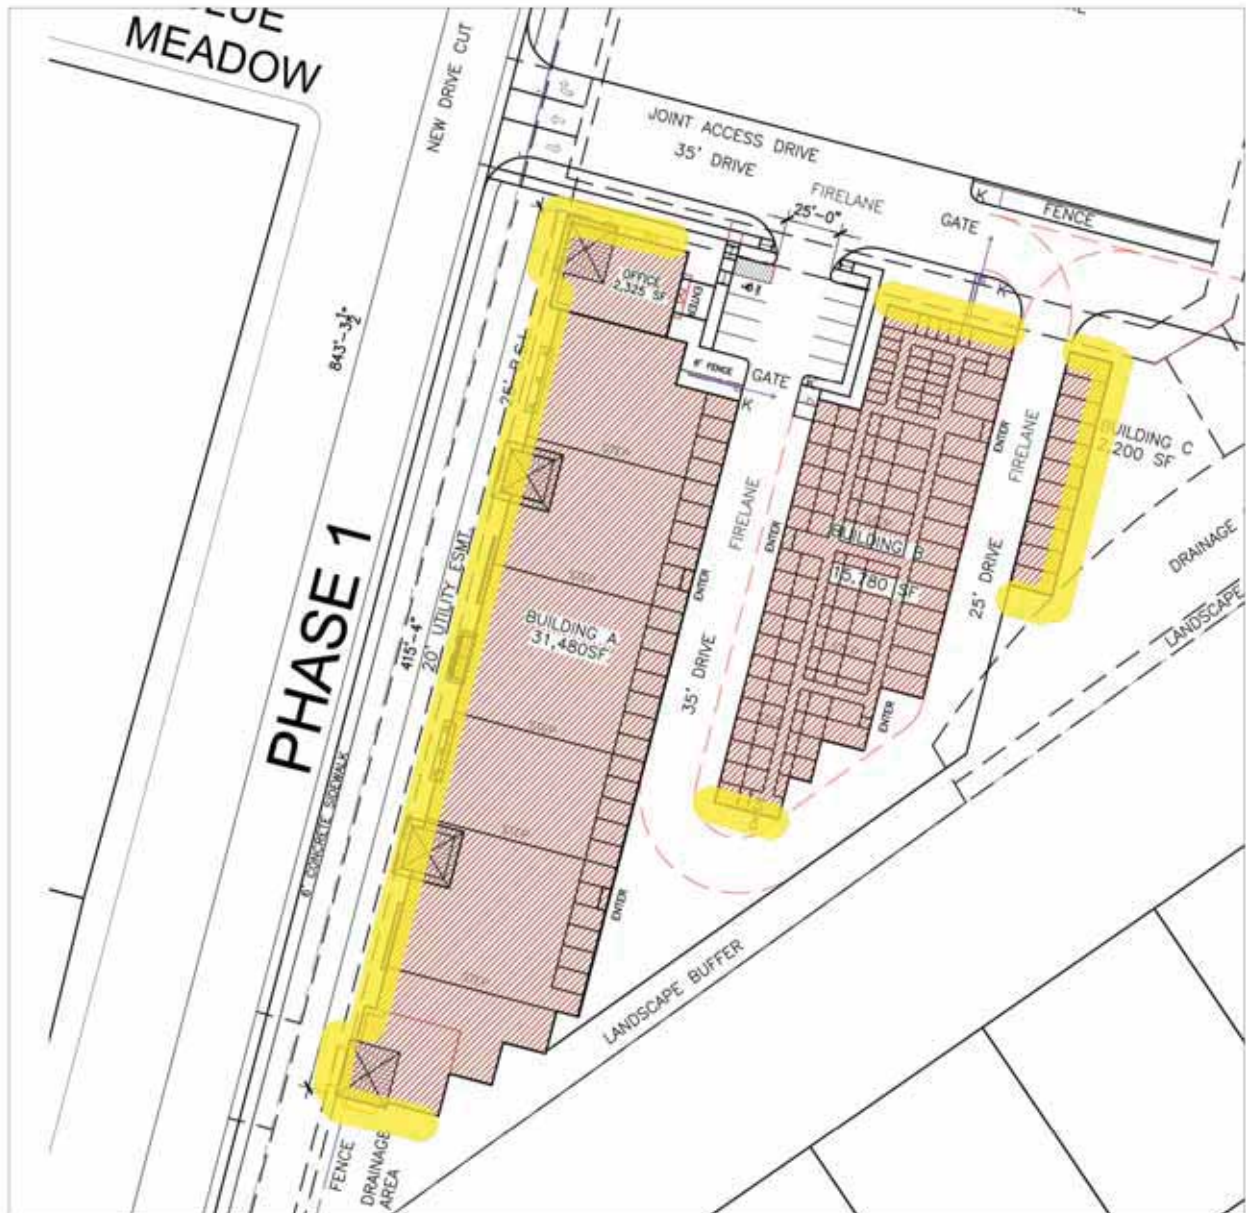 MEADOW
NEW DRIVE CUT
JOINT ACCESS DRIVE
35' DRIVE
FIRELANE
25'-0"
GATE
K
FENCE
K
OFFICE
2,325 SF
ENTER
6' FENCE
GATE
K
843'-3½"
25' B.S.L.
PHASE 1
415'-4"
20' UTILITY ESMT.
6' CONCRETE SIDEWALK
BUILDING A
31,480SF
ENTER
ENTER
FIRELANE
35' DRIVE
ENTER
BUILDING B
15,780 SF
ENTER
ENTER
FIRELANE
25' DRIVE
BUILDING C
2,200 SF
DRAINAGE
LANDSCAPE
LANDSCAPE BUFFER
FENCE
DRAINAGE
AREA